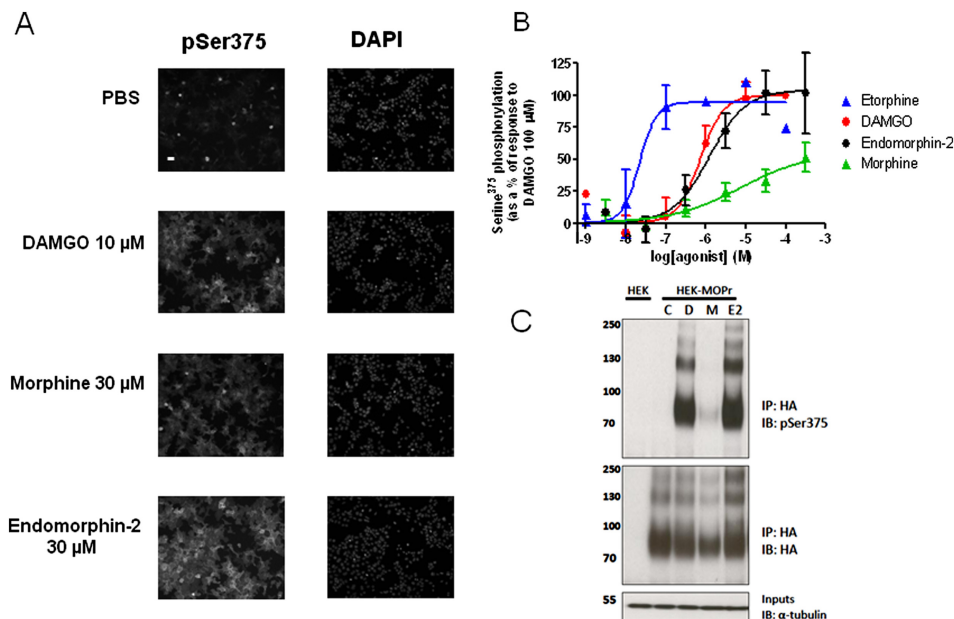 A
pSer375
DAPI
PBS
DAMGO 10 µM
Morphine 30 µM
Endomorphin-2
30 µM
B
Serine375 phosphorylation
(as a % of response to
DAMGO 100 µM)
125
100
75
50
25
0
-9
-8
-7
-6
-5
-4
-3
log[agonist] (M)
Etorphine
DAMGO
Endomorphin-2
Morphine
C
HEK
HEK-MOPr
C D M E2
250
130
100
70
IP: HA
IB: pSer375
250
130
100
70
IP: HA
IB: HA
55
Inputs
IB: α-tubulin